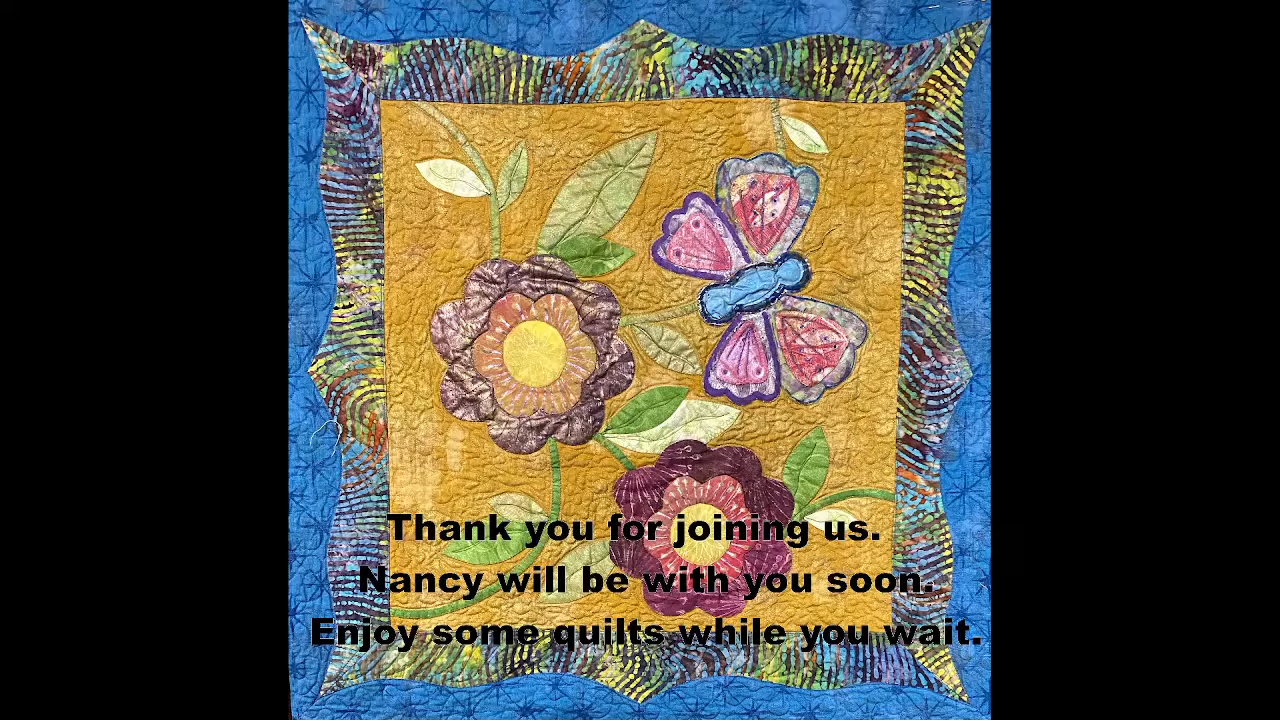 Thank you for joining us.
Nancy will be with you soon.
Enjoy some quilts while you wait.